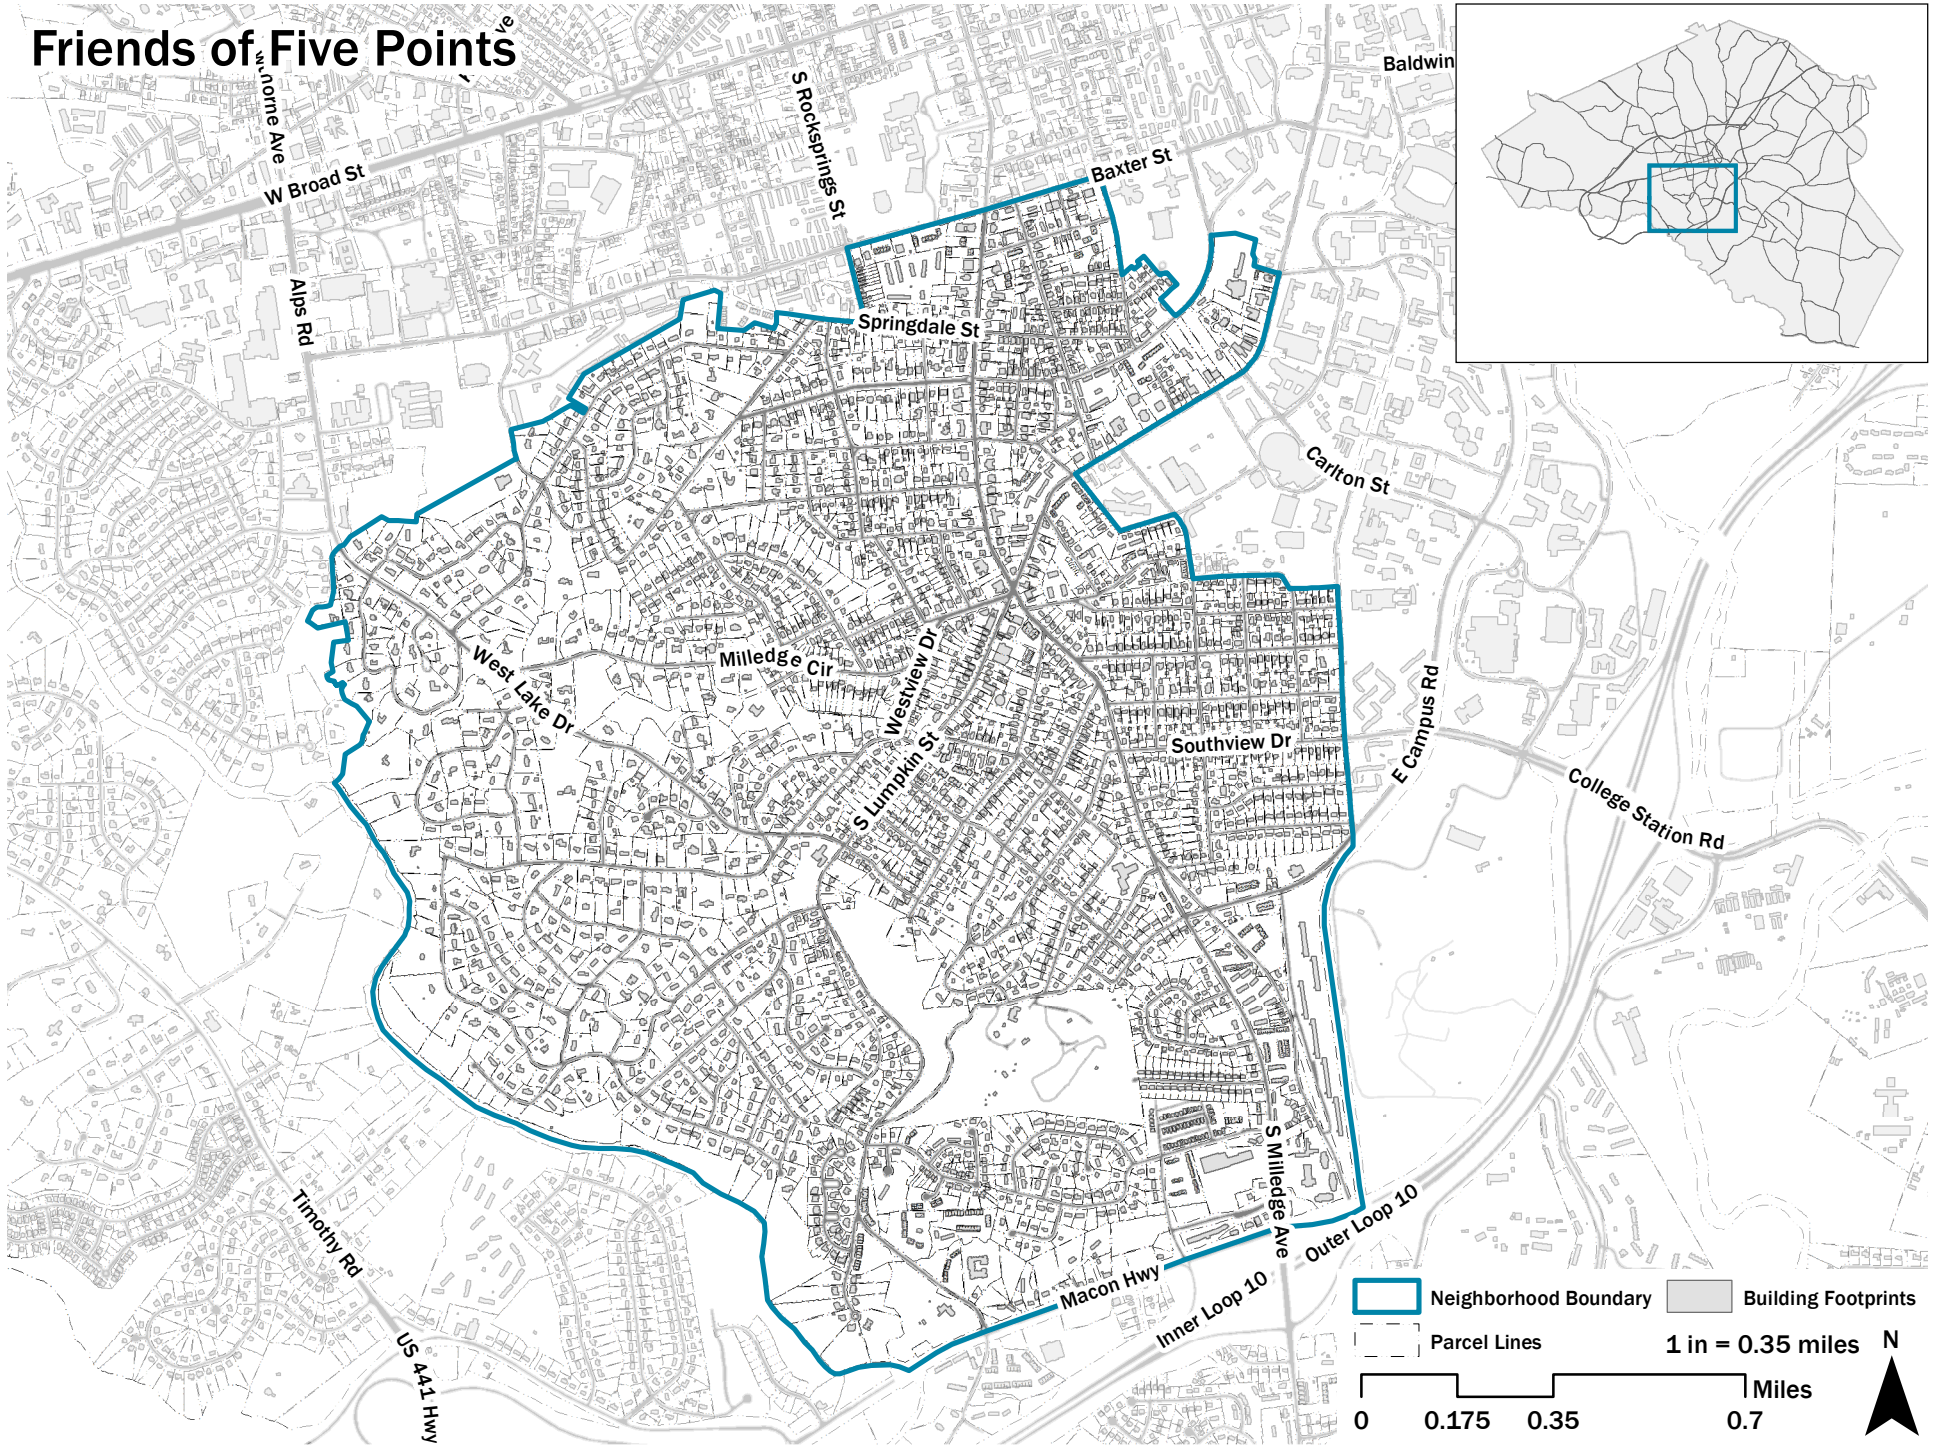 Friends of Five Points
Baldwin
S Rocksprings St
W Broad St
Baxter St
Alps Rd
Springdale St
Carlton St
West Lake Dr
Milledge Cir
Westview Dr
S Lumpkin St
Southview Dr
E Campus Rd
College Station Rd
S Milledge Ave
Timothy Rd
US 441 Hwy
Macon Hwy
Inner Loop 10
Outer Loop 10
Neighborhood Boundary
Building Footprints
Parcel Lines
1 in = 0.35 miles
N
Miles
0 0.175 0.35 0.7